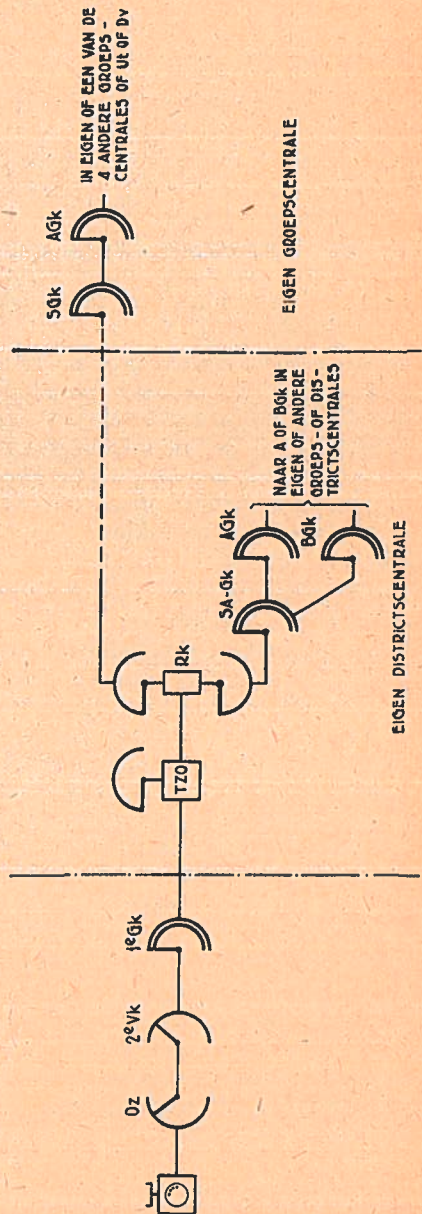 Oz
2eVk
1eGk
TZO
Rk
SA-Gk
AGk
BGk
NAAR A OF BGk IN
EIGEN OF ANDERE
GROEPS- OF DIS-
TRICTSCENTRALES
EIGEN DISTRICTSCENTRALE
SGk
AGk
IN EIGEN OF EEN VAN DE
4 ANDERE GROEPS-
CENTRALES OF Ut OF Dv
EIGEN GROEPSCENTRALE